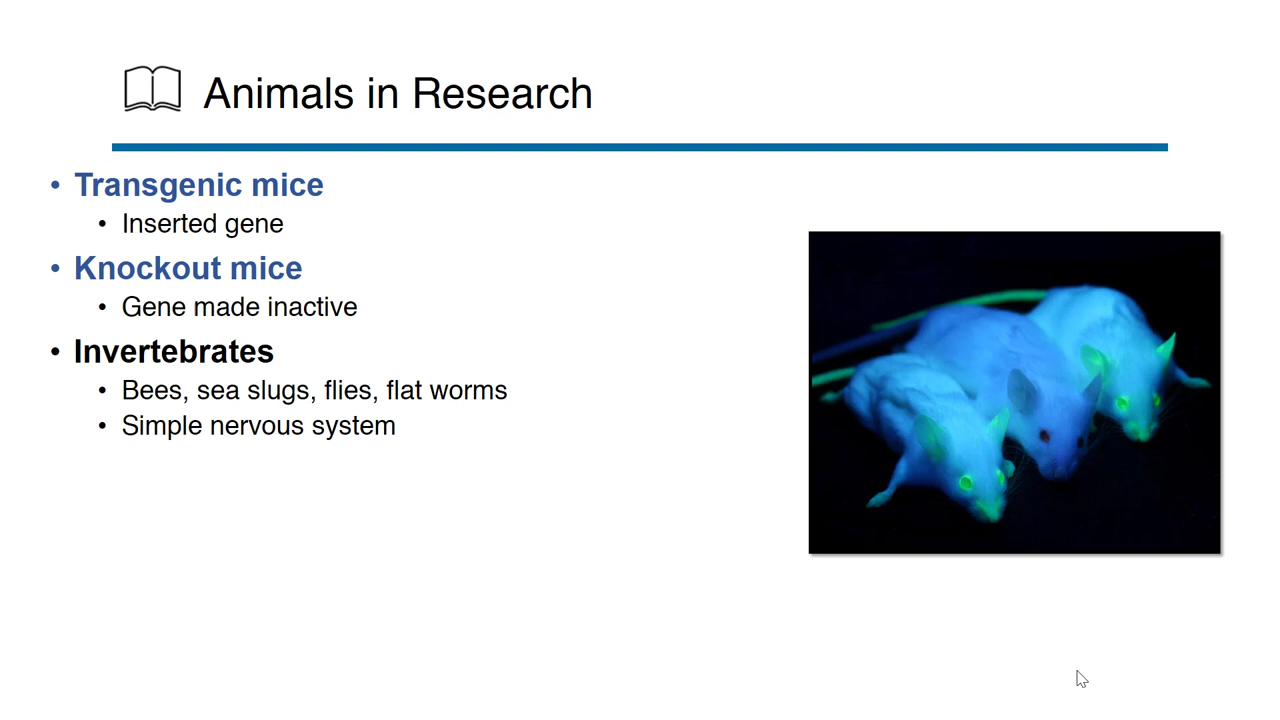 Animals in Research
• Transgenic mice
• Inserted gene
• Knockout mice
• Gene made inactive
• Invertebrates
• Bees, sea slugs, flies, flat worms
• Simple nervous system